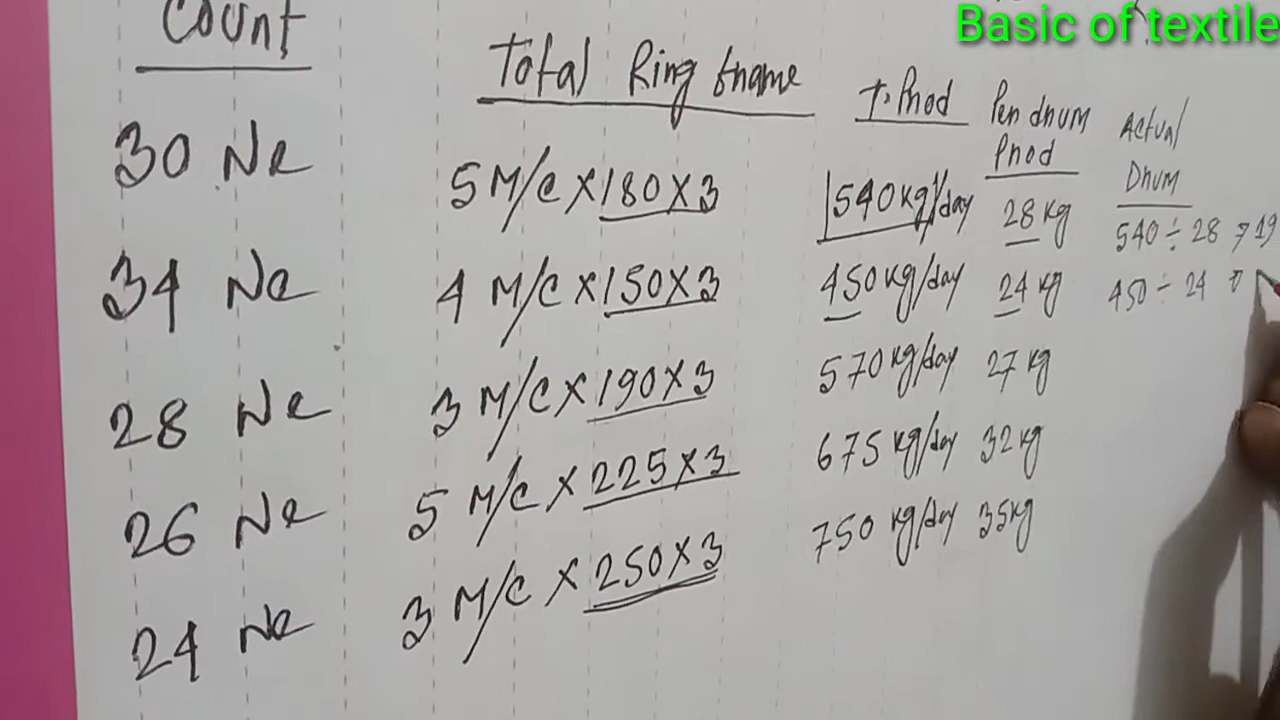 Basic of textile
Count Total Ring frame T.Prod Per drum Prod Actual Drum
30 Ne 5 M/C × 180 × 3 540 kg/day 28 kg 540 ÷ 28 ⇒ 19
34 Ne 4 M/C × 150 × 3 450 kg/day 24 kg 450 ÷ 24 ⇒
28 Ne 3 M/C × 190 × 3 570 kg/day 27 kg
26 Ne 5 M/C × 225 × 3 675 kg/day 32 kg
24 Ne 3 M/C × 250 × 3 750 kg/day 35 kg